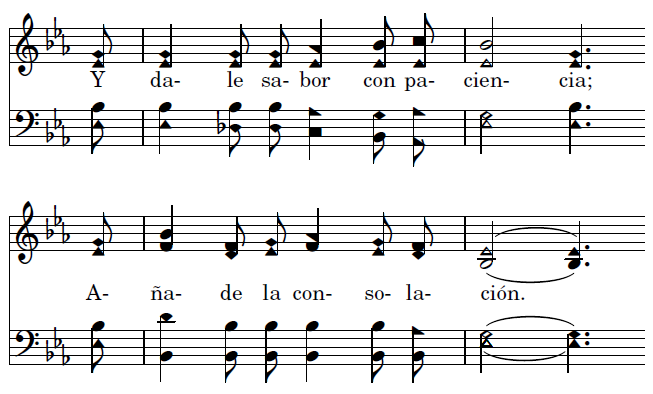 Y da- le sa- bor con pa- cien- cia;
A- ña- de la con- so- la- ción.